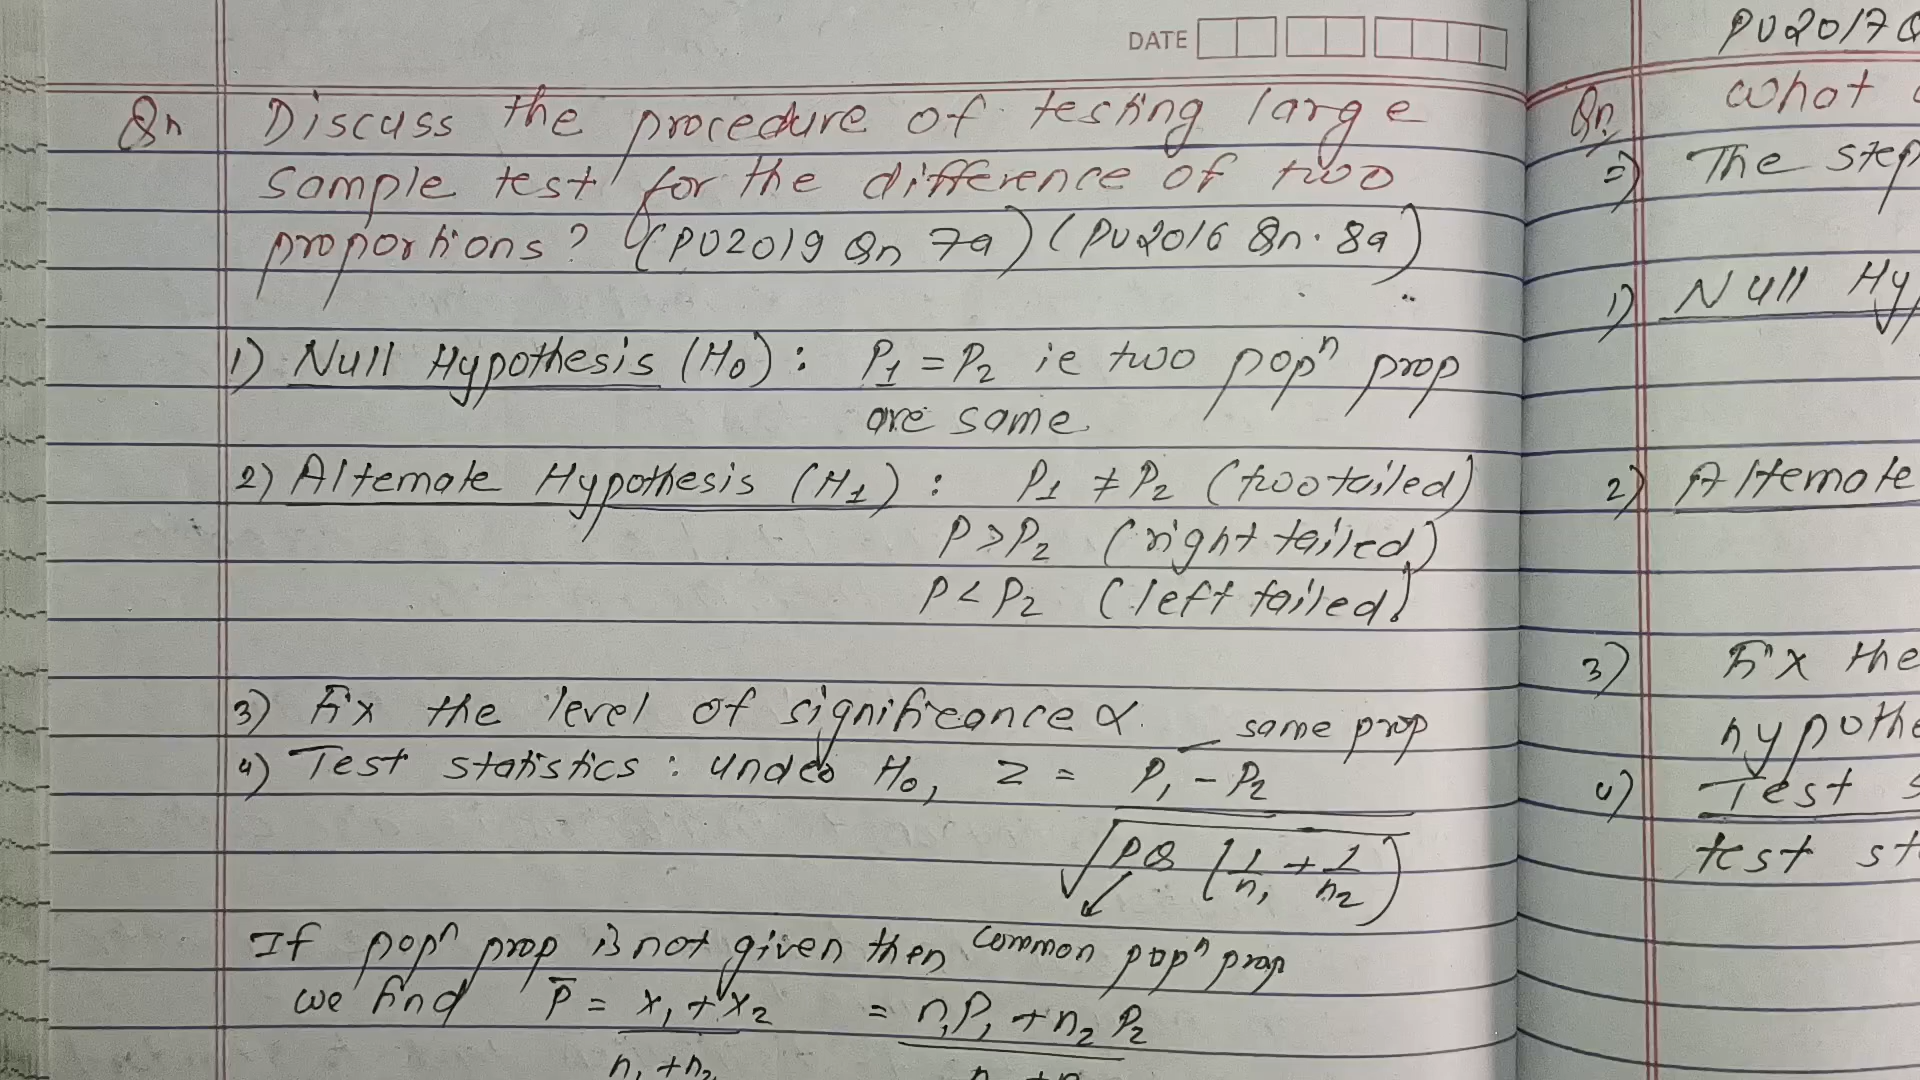 DATE
Qn Discuss the procedure of testing large
sample test for the difference of two
proportions? (PU2019 Qn 7a) (PU2016 Qn. 8a)
1) Null Hypothesis (H0): P1 = P2 ie two popⁿ prop
are same
2) Alternate Hypothesis (H1): P1 ≠ P2 (two tailed)
P > P2 (right tailed)
P < P2 (left tailed)
3) Fix the level of significance α.
same prop
4) Test statistics: under H0, Z = P1 - P2
√PQ (1/n1 + 1/n2)
If popⁿ prop is not given then common popⁿ prop
we find P̄ = x1 + x2 = n1P1 + n2P2
n1 + n2
PU2017 Q
Qn. What
⇒) The step
1) Null Hy
2) Alternate
3) Fix the
hypothe
4) Test s
test st